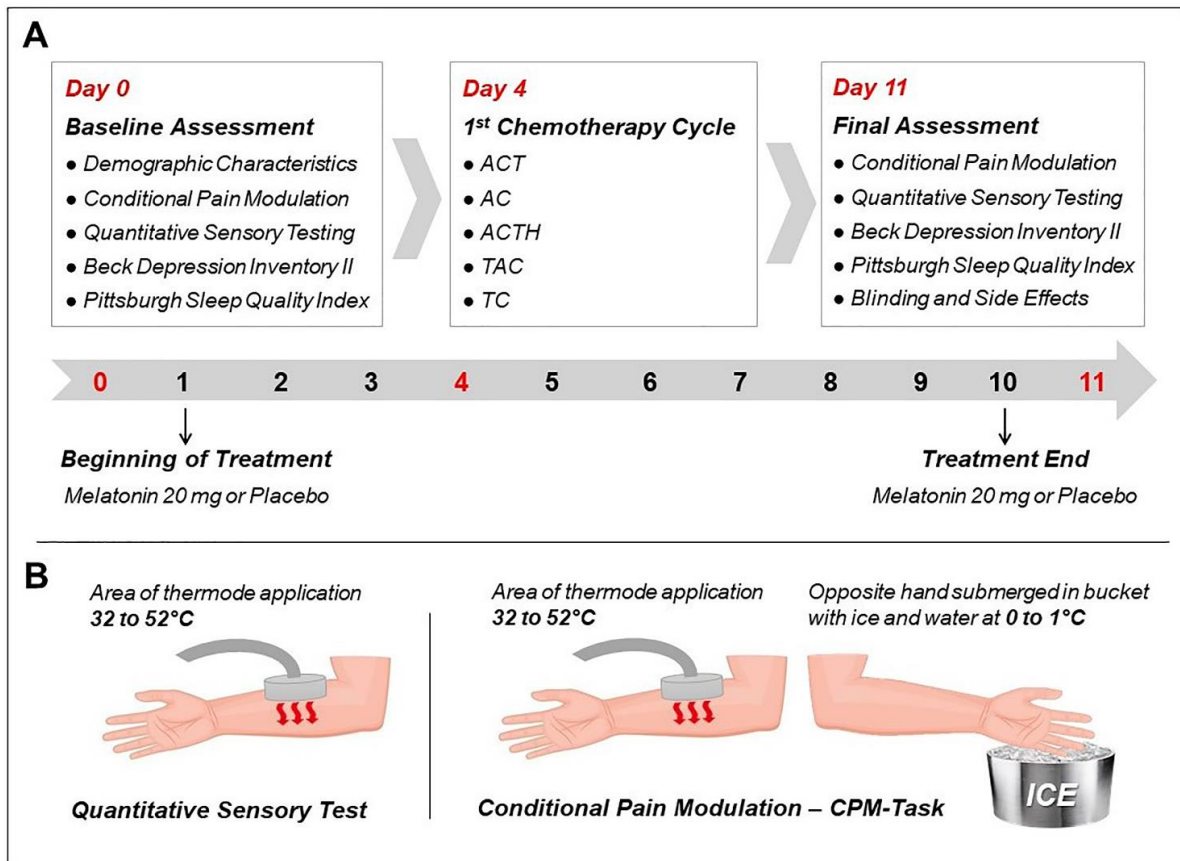 A
Day 0
Baseline Assessment
● Demographic Characteristics
● Conditional Pain Modulation
● Quantitative Sensory Testing
● Beck Depression Inventory II
● Pittsburgh Sleep Quality Index
Day 4
1st Chemotherapy Cycle
● ACT
● AC
● ACTH
● TAC
● TC
Day 11
Final Assessment
● Conditional Pain Modulation
● Quantitative Sensory Testing
● Beck Depression Inventory II
● Pittsburgh Sleep Quality Index
● Blinding and Side Effects
0 1 2 3 4 5 6 7 8 9 10 11
Beginning of Treatment
Melatonin 20 mg or Placebo
Treatment End
Melatonin 20 mg or Placebo
B
Area of thermode application
32 to 52°C
Quantitative Sensory Test
Area of thermode application
32 to 52°C
Opposite hand submerged in bucket
with ice and water at 0 to 1°C
ICE
Conditional Pain Modulation – CPM-Task